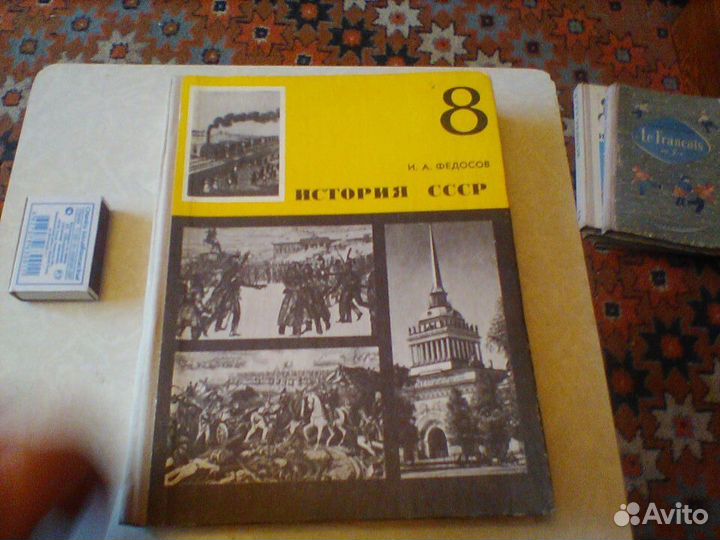 8
И. А. ФЕДОСОВ
ИСТОРИЯ СССР
Le Français
Avito